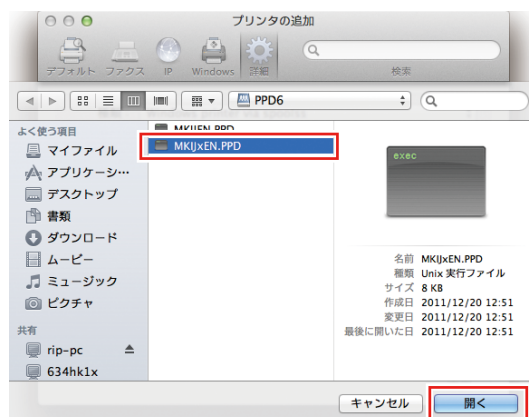 プリンタの追加
デフォルト ファクス IP Windows 詳細 検索
PPD6
よく使う項目
マイファイル
アプリケーシ…
デスクトップ
書類
ダウンロード
ムービー
ミュージック
ピクチャ
共有
rip-pc
634hk1x
MKIJxEN.PPD
exec
名前 MKIJxEN.PPD
種類 Unix 実行ファイル
サイズ 8 KB
作成日 2011/12/20 12:51
変更日 2011/12/20 12:51
最後に開いた日 2011/12/20 12:51
キャンセル 開く